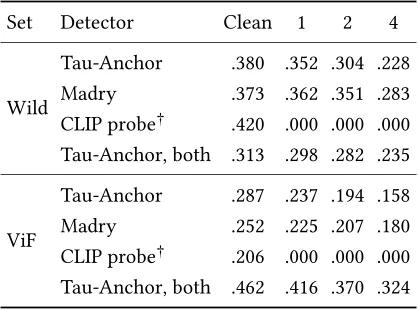 Set Detector Clean 1 2 4
Wild
Tau-Anchor .380 .352 .304 .228
Madry .373 .362 .351 .283
CLIP probe† .420 .000 .000 .000
Tau-Anchor, both .313 .298 .282 .235
ViF
Tau-Anchor .287 .237 .194 .158
Madry .252 .225 .207 .180
CLIP probe† .206 .000 .000 .000
Tau-Anchor, both .462 .416 .370 .324